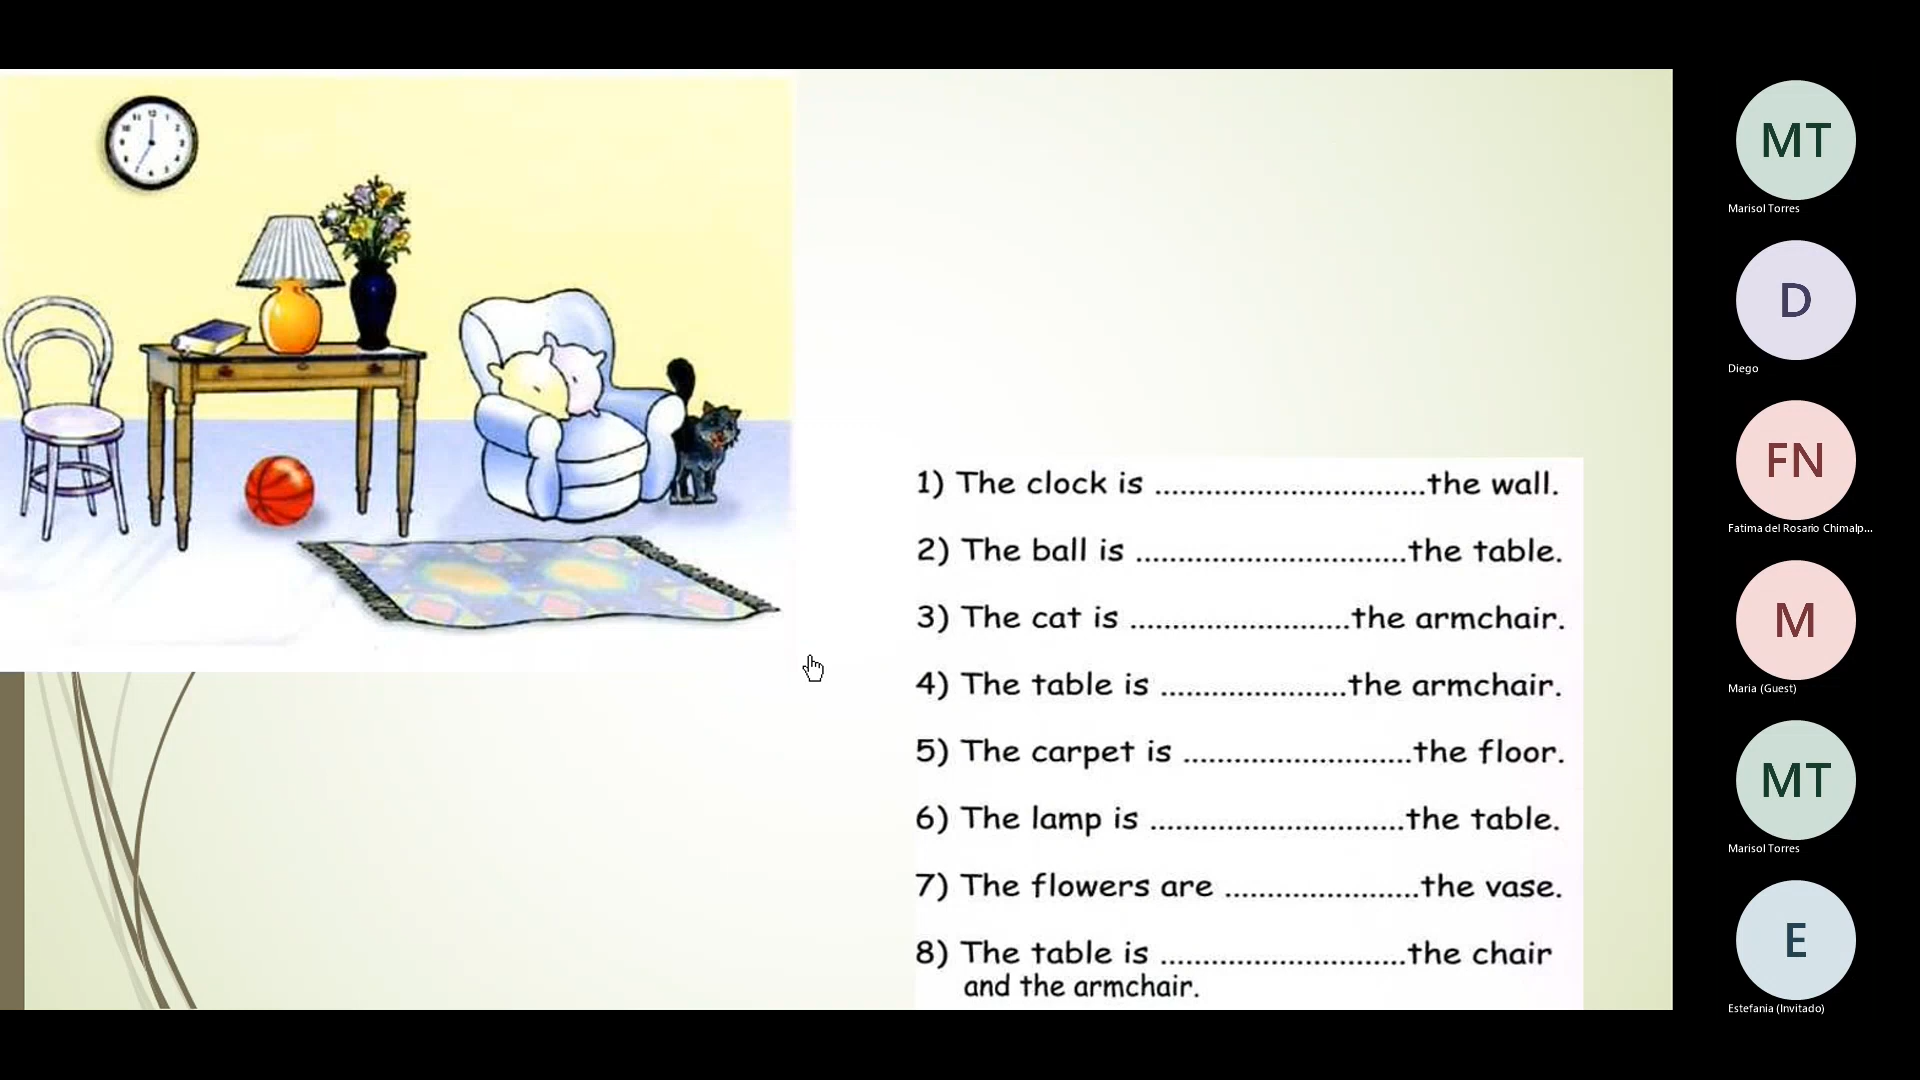 1) The clock is ................................the wall.
2) The ball is ................................the table.
3) The cat is ..........................the armchair.
4) The table is ......................the armchair.
5) The carpet is ...........................the floor.
6) The lamp is ..............................the table.
7) The flowers are .......................the vase.
8) The table is .............................the chair
and the armchair.
MT
Marisol Torres
D
Diego
FN
Fatima del Rosario Chimalp...
M
Maria (Guest)
MT
Marisol Torres
E
Estefania (Invitado)